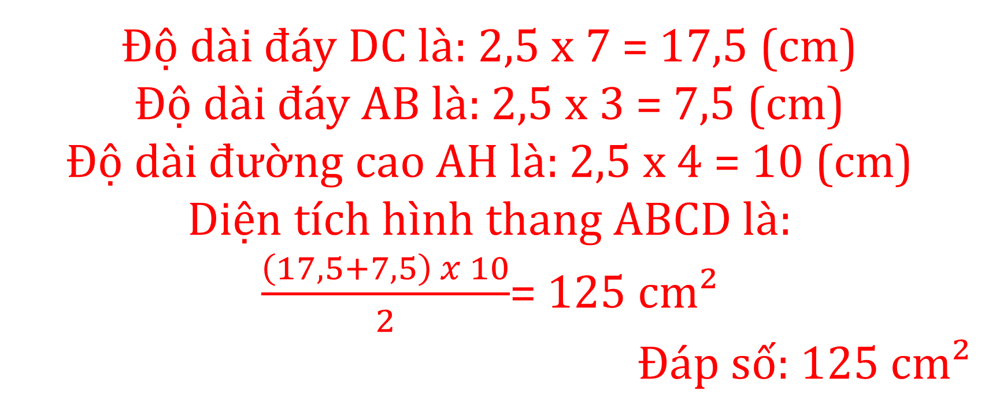 Độ dài đáy DC là: 2,5 x 7 = 17,5 (cm)
Độ dài đáy AB là: 2,5 x 3 = 7,5 (cm)
Độ dài đường cao AH là: 2,5 x 4 = 10 (cm)
Diện tích hình thang ABCD là:
(17,5+7,5) x 10
2
= 125 cm²
Đáp số: 125 cm²